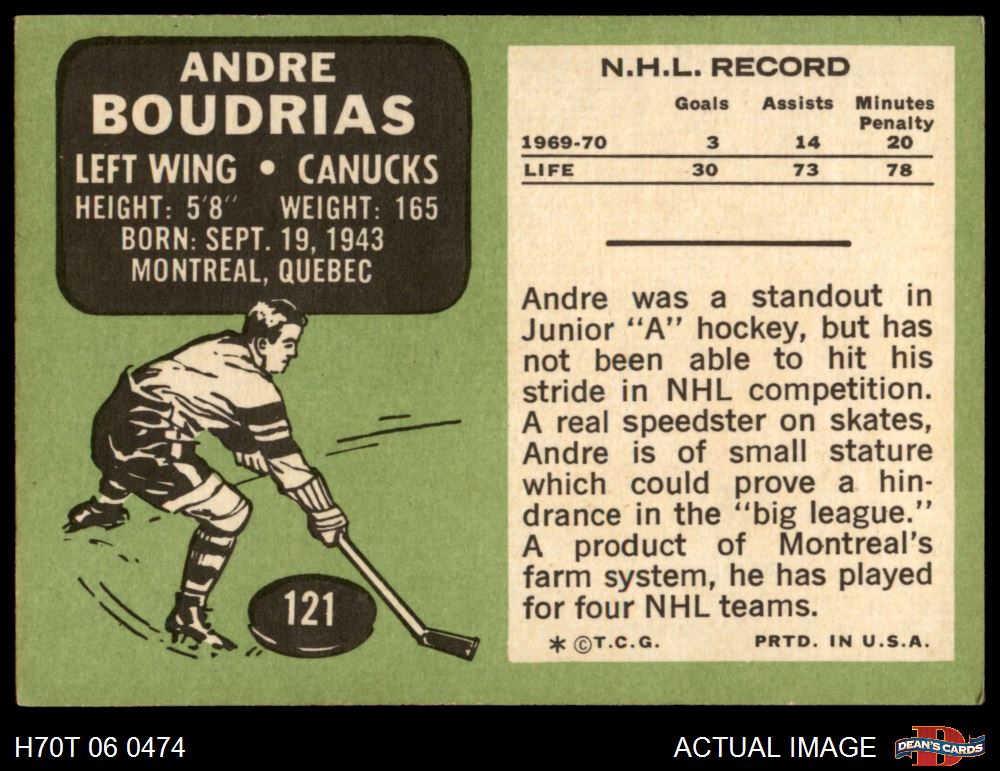 ANDRE
BOUDRIAS
LEFT WING • CANUCKS
HEIGHT: 5'8" WEIGHT: 165
BORN: SEPT. 19, 1943
MONTREAL, QUEBEC
121
N.H.L. RECORD
Goals Assists Minutes
Penalty
1969-70 3 14 20
LIFE 30 73 78
Andre was a standout in
Junior "A" hockey, but has
not been able to hit his
stride in NHL competition.
A real speedster on skates,
Andre is of small stature
which could prove a hin-
drance in the "big league."
A product of Montreal's
farm system, he has played
for four NHL teams.
* ©T.C.G. PRTD. IN U.S.A.
H70T 06 0474
ACTUAL IMAGE
D
DEAN'S CARDS